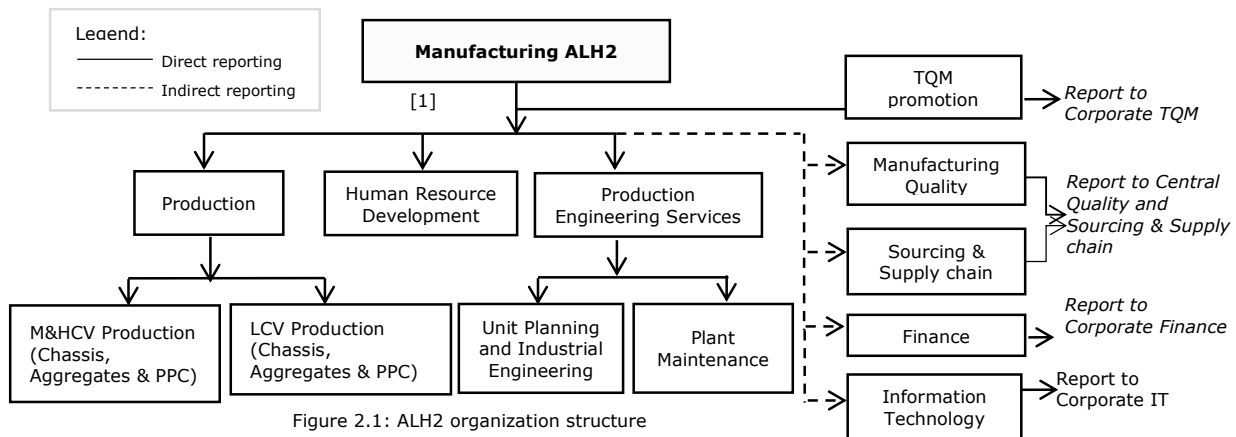 Legend:
Direct reporting
Indirect reporting
Manufacturing ALH2
[1]
TQM
promotion
Report to
Corporate TQM
Production
Human Resource
Development
Production
Engineering Services
Manufacturing
Quality
Report to Central
Quality and
Sourcing & Supply
chain
Sourcing &
Supply chain
M&HCV Production
(Chassis,
Aggregates & PPC)
LCV Production
(Chassis,
Aggregates & PPC)
Unit Planning
and Industrial
Engineering
Plant
Maintenance
Finance
Report to
Corporate Finance
Information
Technology
Report to
Corporate IT
Figure 2.1: ALH2 organization structure